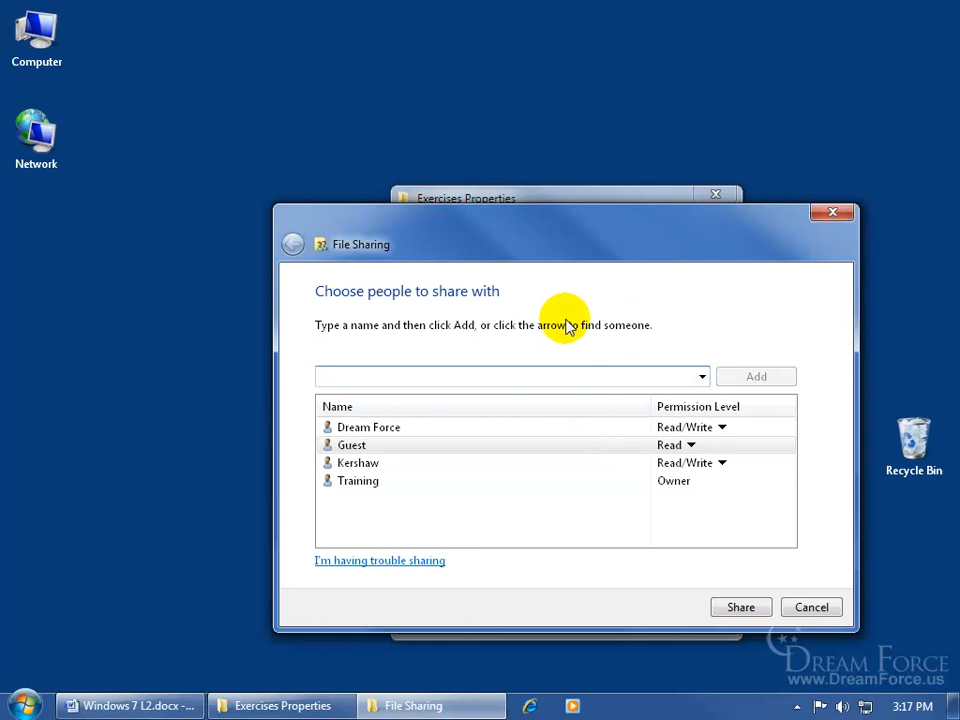 Computer
Network
Exercises Properties
File Sharing
Choose people to share with
Type a name and then click Add, or click the arrow to find someone.
Add
Name Permission Level
Dream Force Read/Write
Guest Read
Kershaw Read/Write
Training Owner
I'm having trouble sharing
Share Cancel
Recycle Bin
DREAM FORCE
www.DreamForce.us
Windows 7 L2.docx -... Exercises Properties File Sharing 3:17 PM